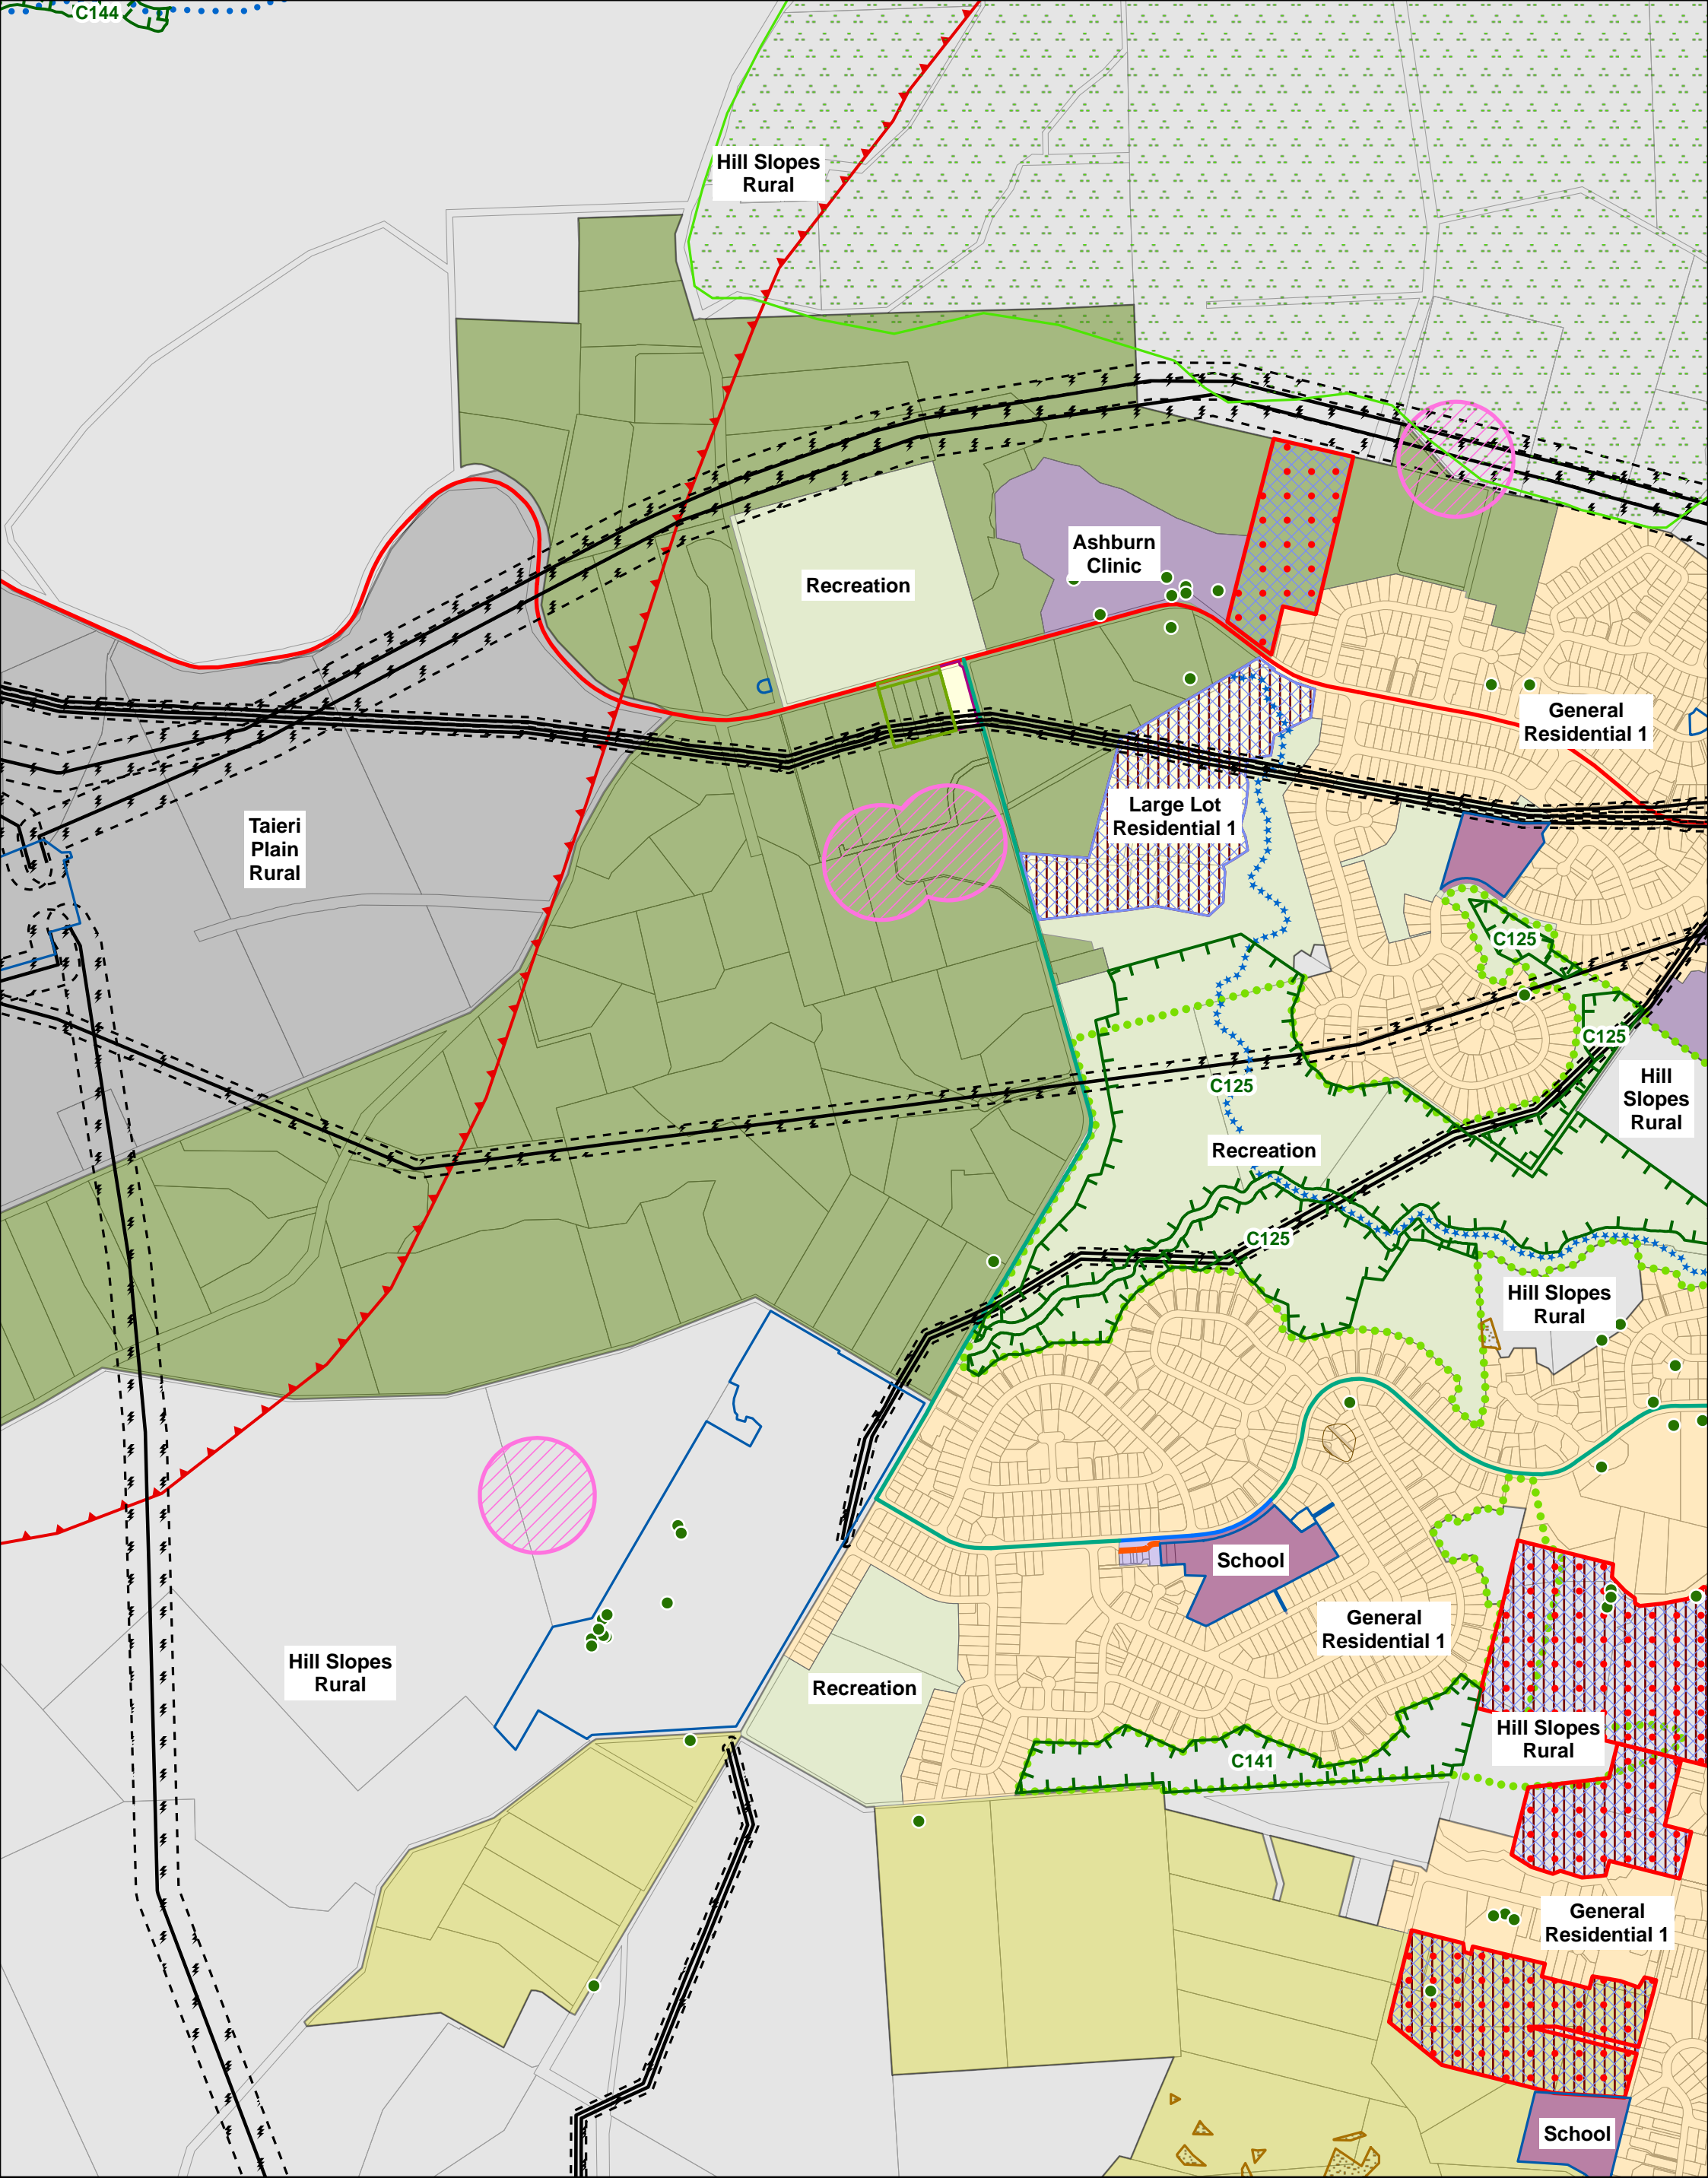 C144
Hill Slopes
Rural
Ashburn
Clinic
Recreation
General
Residential 1
Large Lot
Residential 1
Taieri
Plain
Rural
C125
C125
C125
Hill
Slopes
Rural
Recreation
C125
Hill Slopes
Rural
School
General
Residential 1
Hill Slopes
Rural
Recreation
Hill Slopes
Rural
C141
General
Residential 1
School